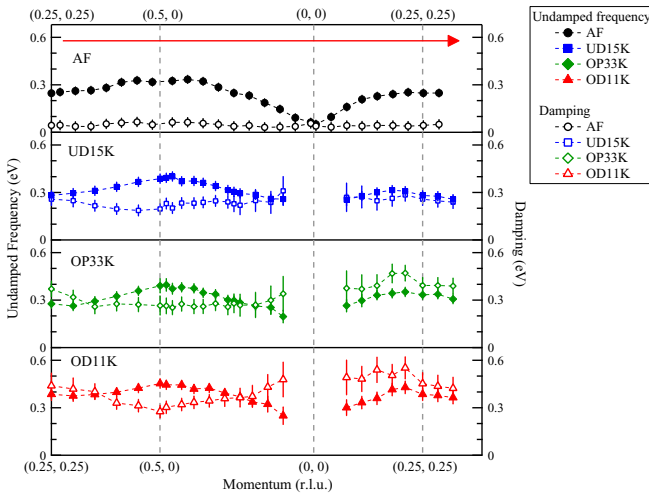 (0.25, 0.25) (0.5, 0) (0, 0) (0.25, 0.25)
Undamped frequency
AF
UD15K
OP33K
OD11K
Damping
AF
UD15K
OP33K
OD11K
0.6 0.6
AF
0.3 0.3
0 0
0.6 0.6
UD15K
0.3 0.3
0 0
0.6 0.6
OP33K
0.3 0.3
0 0
0.6 0.6
OD11K
0.3 0.3
0 0
Undamped Frequency (eV)
Damping (eV)
(0.25, 0.25) (0.5, 0) (0, 0) (0.25, 0.25)
Momentum (r.l.u.)